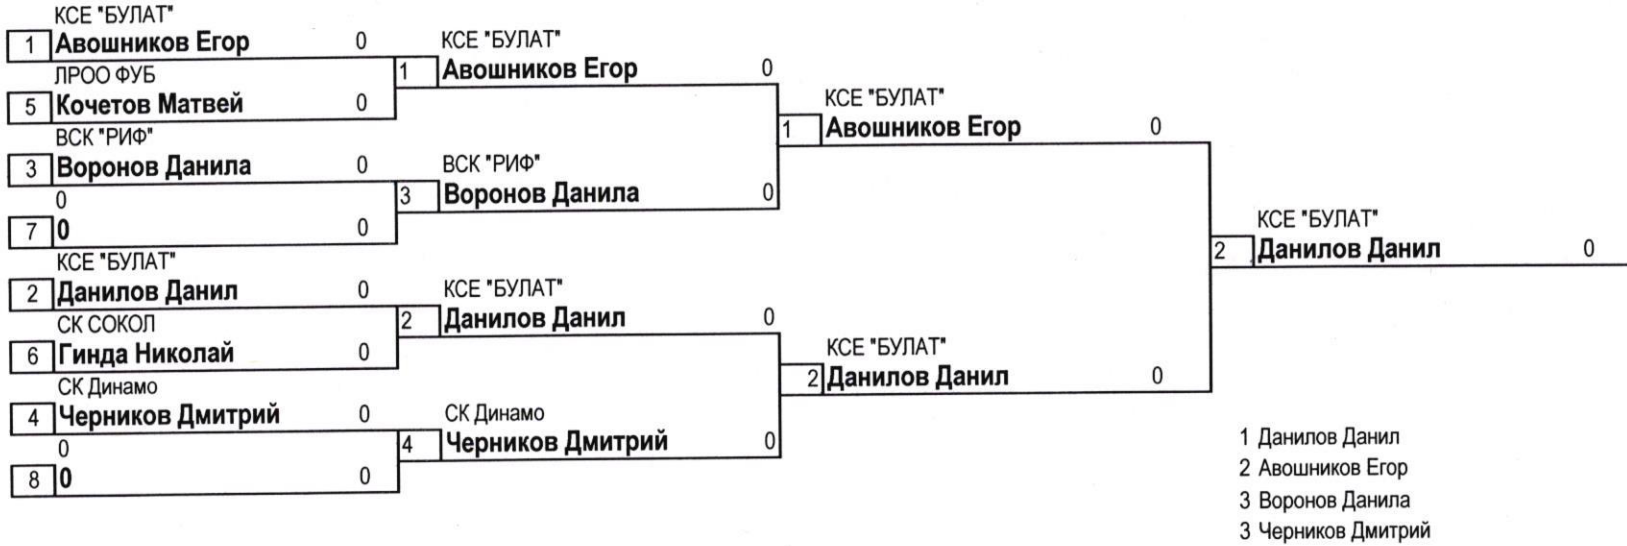 КСЕ "БУЛАТ"
1 Авошников Егор 0
ЛРОО ФУБ
5 Кочетов Матвей 0
ВСК "РИФ"
3 Воронов Данила 0
0
7 0 0
КСЕ "БУЛАТ"
2 Данилов Данил 0
СК СОКОЛ
6 Гинда Николай 0
СК Динамо
4 Черников Дмитрий 0
0
8 0 0
КСЕ "БУЛАТ"
1 Авошников Егор 0
ВСК "РИФ"
3 Воронов Данила 0
КСЕ "БУЛАТ"
2 Данилов Данил 0
СК Динамо
4 Черников Дмитрий 0
КСЕ "БУЛАТ"
1 Авошников Егор 0
КСЕ "БУЛАТ"
2 Данилов Данил 0
КСЕ "БУЛАТ"
2 Данилов Данил 0
1 Данилов Данил
2 Авошников Егор
3 Воронов Данила
3 Черников Дмитрий